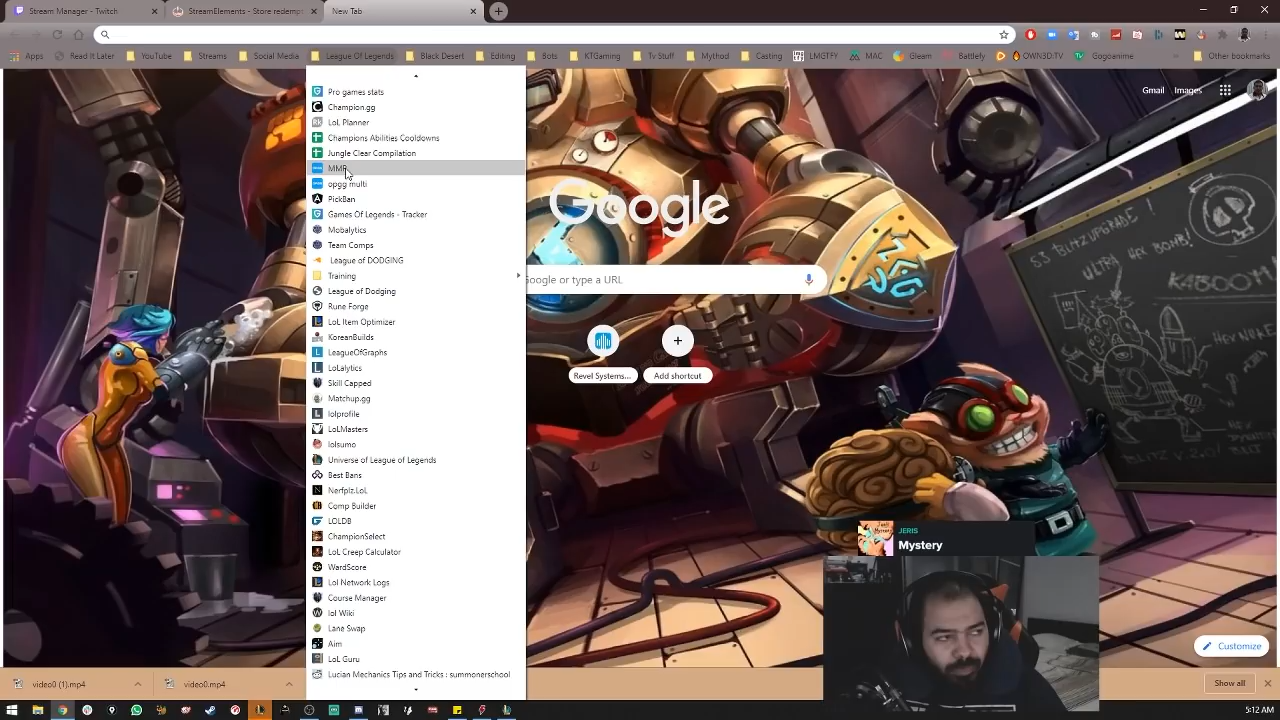 Stream Manager - Twitch
StreamElements - Store redempt
New Tab
Apps
Read It Later
YouTube
Streams
Social Media
League Of Legends
Black Desert
Editing
Bots
KTGaming
Tv Stuff
Mythod
Casting
LMGTFY
MAC
Gleam
Battlefy
OWN3D.TV
Gogoanime
Other bookmarks
Gmail
Images
Pro games stats
Champion.gg
LoL Planner
Champions Abilities Cooldowns
Jungle Clear Compilation
MMR
opgg multi
PickBan
Games Of Legends - Tracker
Mobalytics
Team Comps
League of DODGING
Training
League of Dodging
Rune Forge
LoL Item Optimizer
KoreanBuilds
LeagueOfGraphs
LoLalytics
Skill Capped
Matchup.gg
lolprofile
LoLMasters
lolsumo
Universe of League of Legends
Best Bans
Nerfplz.LoL
Comp Builder
LOLDB
ChampionSelect
LoL Creep Calculator
WardScore
Lol Network Logs
Course Manager
lol Wiki
Lane Swap
Aim
LoL Guru
Lucian Mechanics Tips and Tricks : summonerschool
Google
Google or type a URL
Revel Systems...
Add shortcut
JERIS
Mystery
Customize
video0 (1).mp4
video0.mp4
Show all
5:12 AM